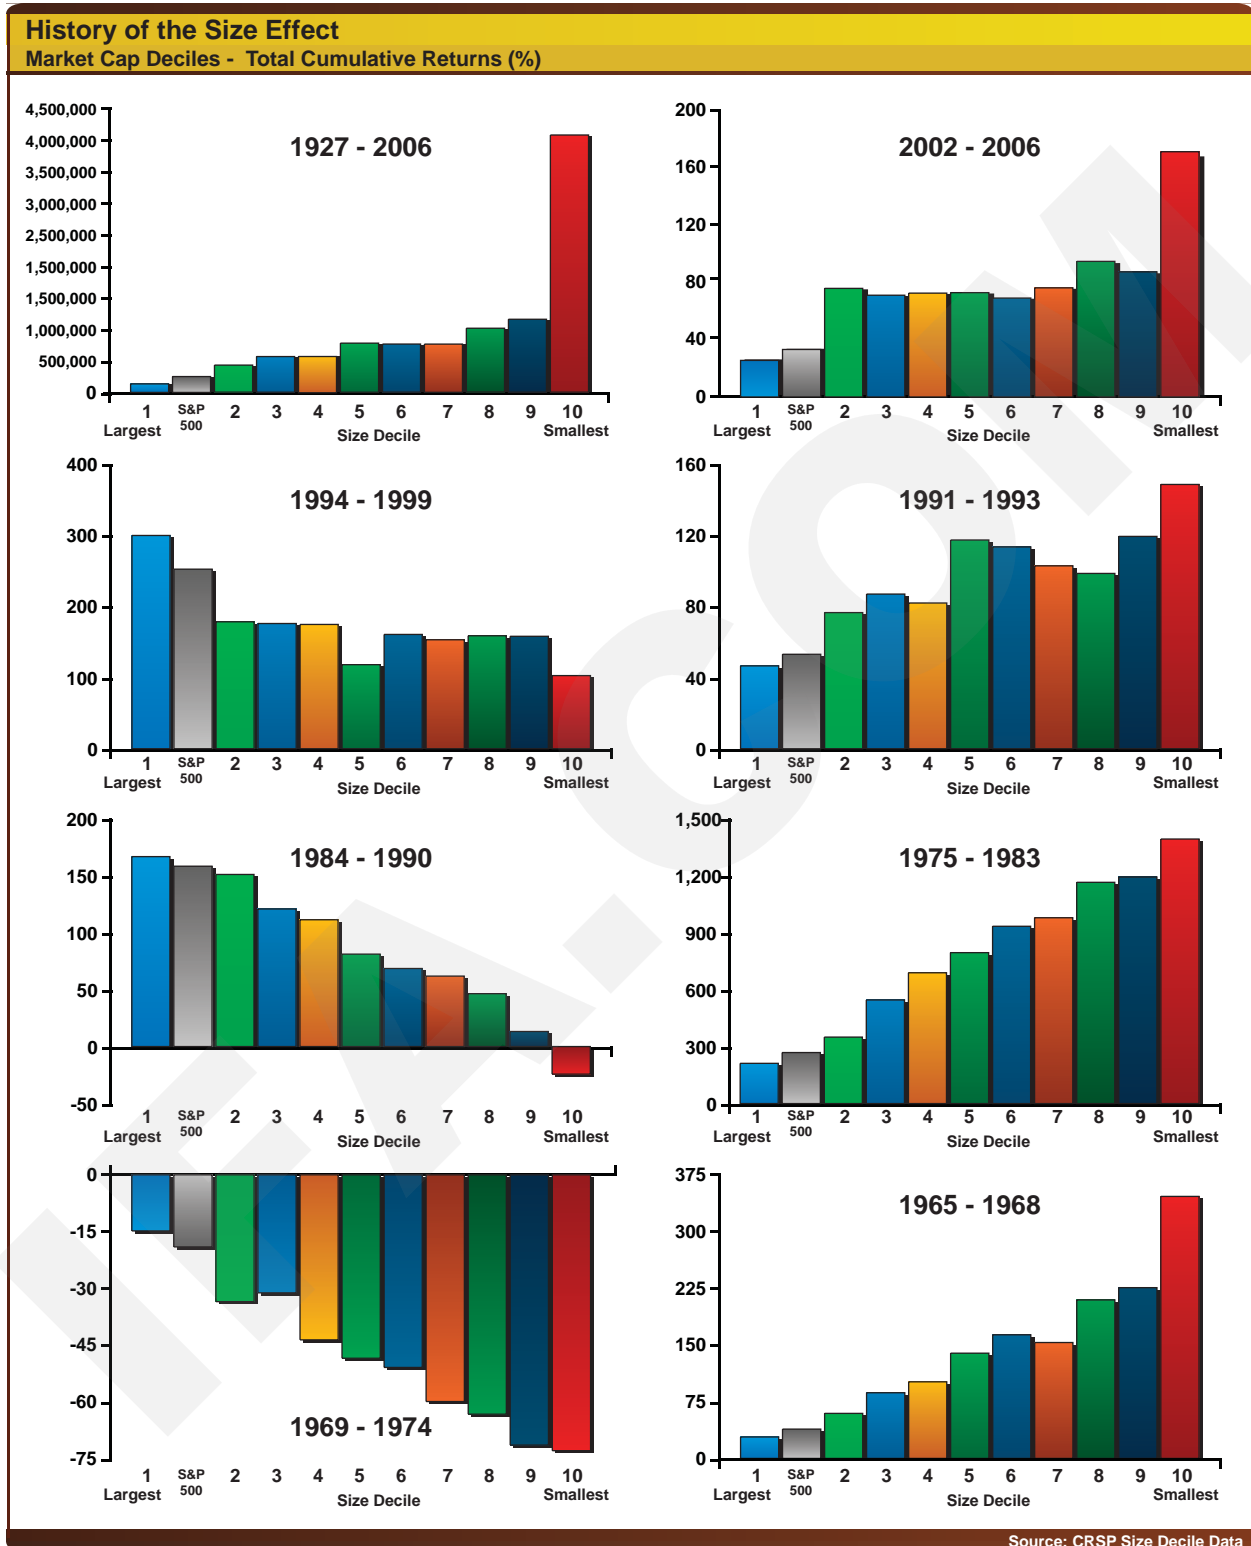 History of the Size Effect
Market Cap Deciles - Total Cumulative Returns (%)
1927 - 2006
4,500,000
4,000,000
3,500,000
3,000,000
2,500,000
2,000,000
1,500,000
1,000,000
500,000
0
1 S&P 500 2 3 4 5 6 7 8 9 10
Largest Size Decile Smallest
2002 - 2006
200
160
120
80
40
0
1 S&P 500 2 3 4 5 6 7 8 9 10
Largest Size Decile Smallest
1994 - 1999
400
300
200
100
0
1 S&P 500 2 3 4 5 6 7 8 9 10
Largest Size Decile Smallest
1991 - 1993
160
120
80
40
0
1 S&P 500 2 3 4 5 6 7 8 9 10
Largest Size Decile Smallest
1984 - 1990
200
150
100
50
0
-50
1 S&P 500 2 3 4 5 6 7 8 9 10
Largest Size Decile Smallest
1975 - 1983
1,500
1,200
900
600
300
0
1 S&P 500 2 3 4 5 6 7 8 9 10
Largest Size Decile Smallest
0
-15
-30
-45
-60
-75
1969 - 1974
1 S&P 500 2 3 4 5 6 7 8 9 10
Largest Size Decile Smallest
1965 - 1968
375
300
225
150
75
0
1 S&P 500 2 3 4 5 6 7 8 9 10
Largest Size Decile Smallest
IFA.COM
Source: CRSP Size Decile Data